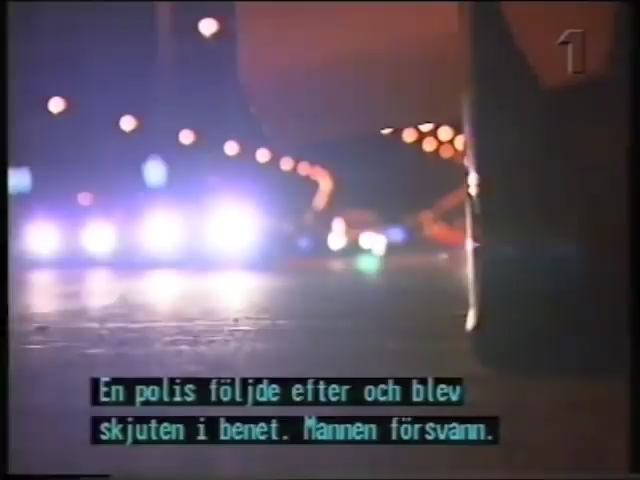 1
En polis följde efter och blev
skjuten i benet. Mannen försvann.